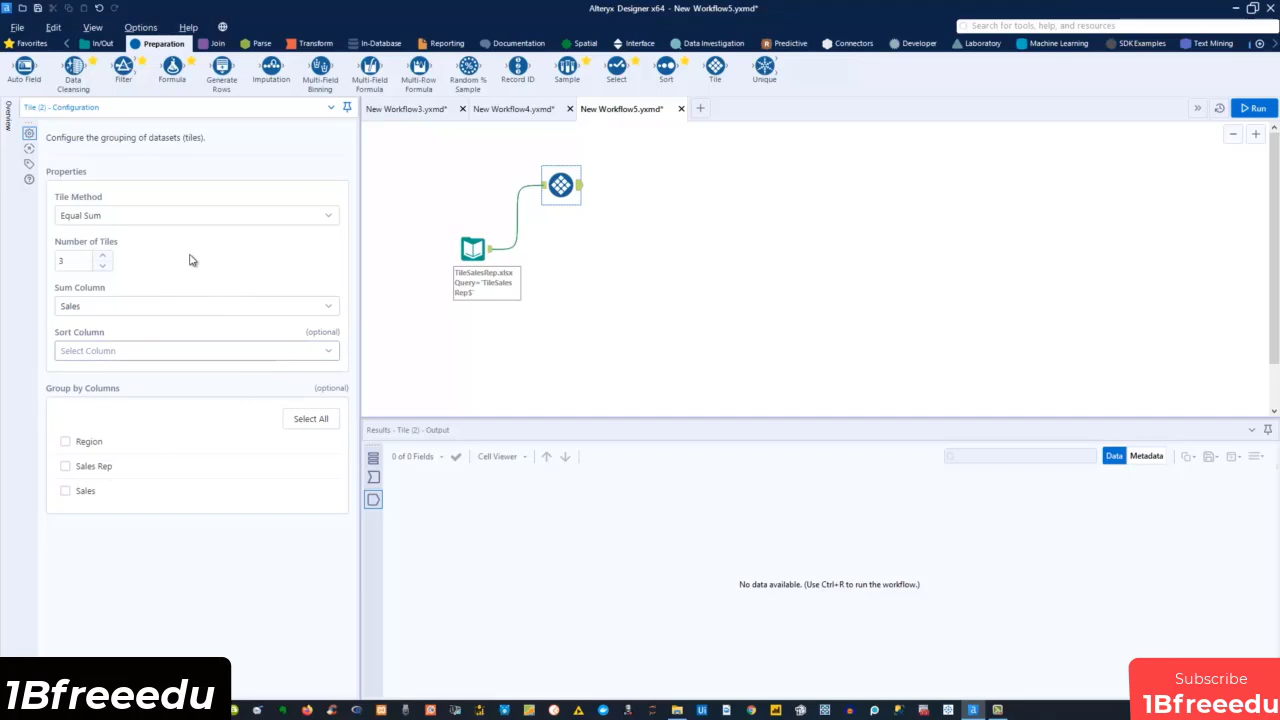 Alteryx Designer x64 - New Workflow5.yxmd*
File Edit View Options Help
Search for tools, help, and resources
Favorites In/Out Preparation Join Parse Transform In-Database Reporting Documentation Spatial Interface Data Investigation Predictive Connectors Developer Laboratory Machine Learning SDK Examples Text Mining
Auto Field
Data Cleansing
Filter
Formula
Generate Rows
Imputation
Multi-Field Binning
Multi-Field Formula
Multi-Row Formula
Random % Sample
Record ID
Sample
Select
Sort
Tile
Unique
Overview
Tile (2) - Configuration
New Workflow3.yxmd*
New Workflow4.yxmd*
New Workflow5.yxmd*
Run
Configure the grouping of datasets (tiles).
Properties
Tile Method
Equal Sum
Number of Tiles
3
Sum Column
Sales
Sort Column (optional)
Select Column
Group by Columns (optional)
Select All
Region
Sales Rep
Sales
TileSalesRep.xlsx
Query=`TileSales
Rep$`
Results - Tile (2) - Output
0 of 0 Fields
Cell Viewer
Data
Metadata
No data available. (Use Ctrl+R to run the workflow.)
1Bfreeedu
Subscribe
1Bfreeedu